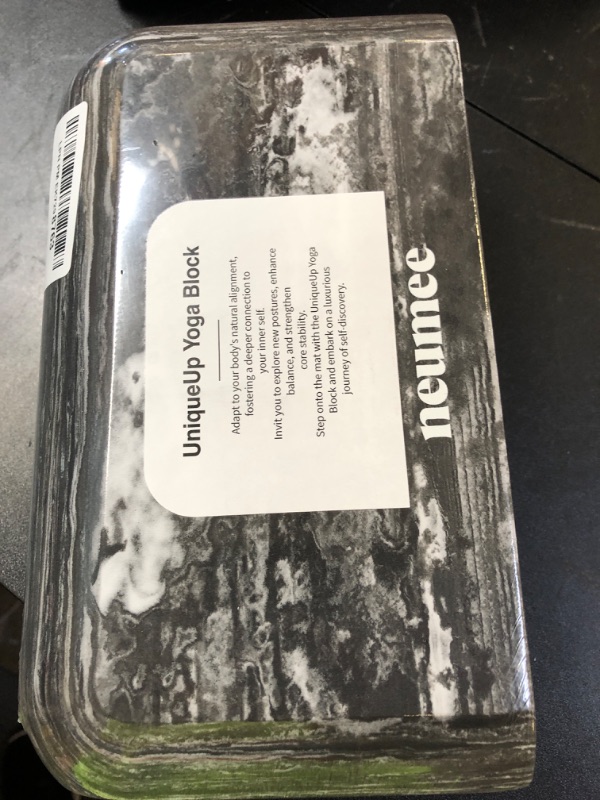 UniqueUp Yoga Block
Adapt to your body's natural alignment,
fostering a deeper connection to
your inner self.
Invit you to explore new postures, enhance
balance, and strengthen
core stability.
Step onto the mat with the UniqueUp Yoga
Block and embark on a luxurious
journey of self-discovery.
neumee